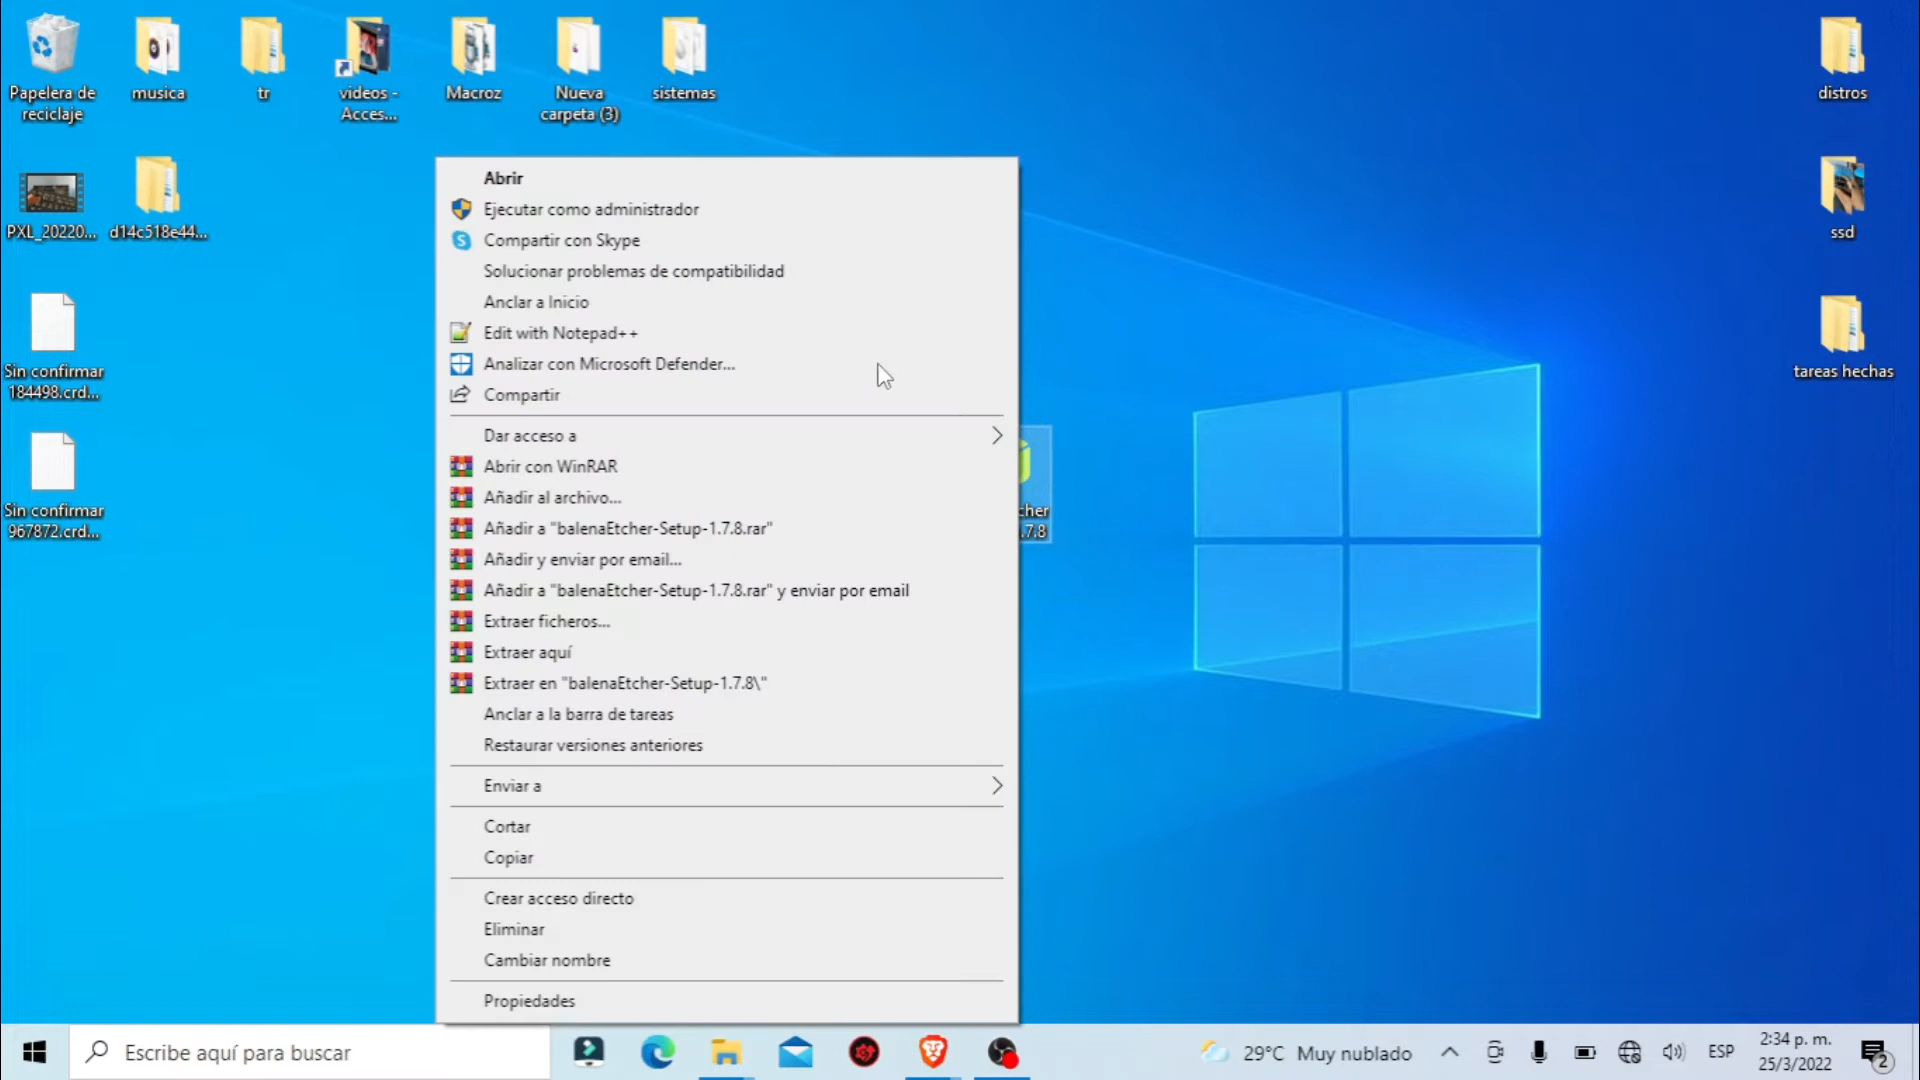 Papelera de
reciclaje
musica
tr
videos -
Acces...
Macroz
Nueva
carpeta (3)
sistemas
distros
PXL_20220...
d14c518e44...
ssd
Sin confirmar
184498.crd...
tareas hechas
Sin confirmar
967872.crd...
cher
.7.8
Abrir
Ejecutar como administrador
Compartir con Skype
Solucionar problemas de compatibilidad
Anclar a Inicio
Edit with Notepad++
Analizar con Microsoft Defender...
Compartir
Dar acceso a
Abrir con WinRAR
Añadir al archivo...
Añadir a "balenaEtcher-Setup-1.7.8.rar"
Añadir y enviar por email...
Añadir a "balenaEtcher-Setup-1.7.8.rar" y enviar por email
Extraer ficheros...
Extraer aquí
Extraer en "balenaEtcher-Setup-1.7.8\"
Anclar a la barra de tareas
Restaurar versiones anteriores
Enviar a
Cortar
Copiar
Crear acceso directo
Eliminar
Cambiar nombre
Propiedades
Escribe aquí para buscar
29°C Muy nublado
ESP
2:34 p. m.
25/3/2022
2